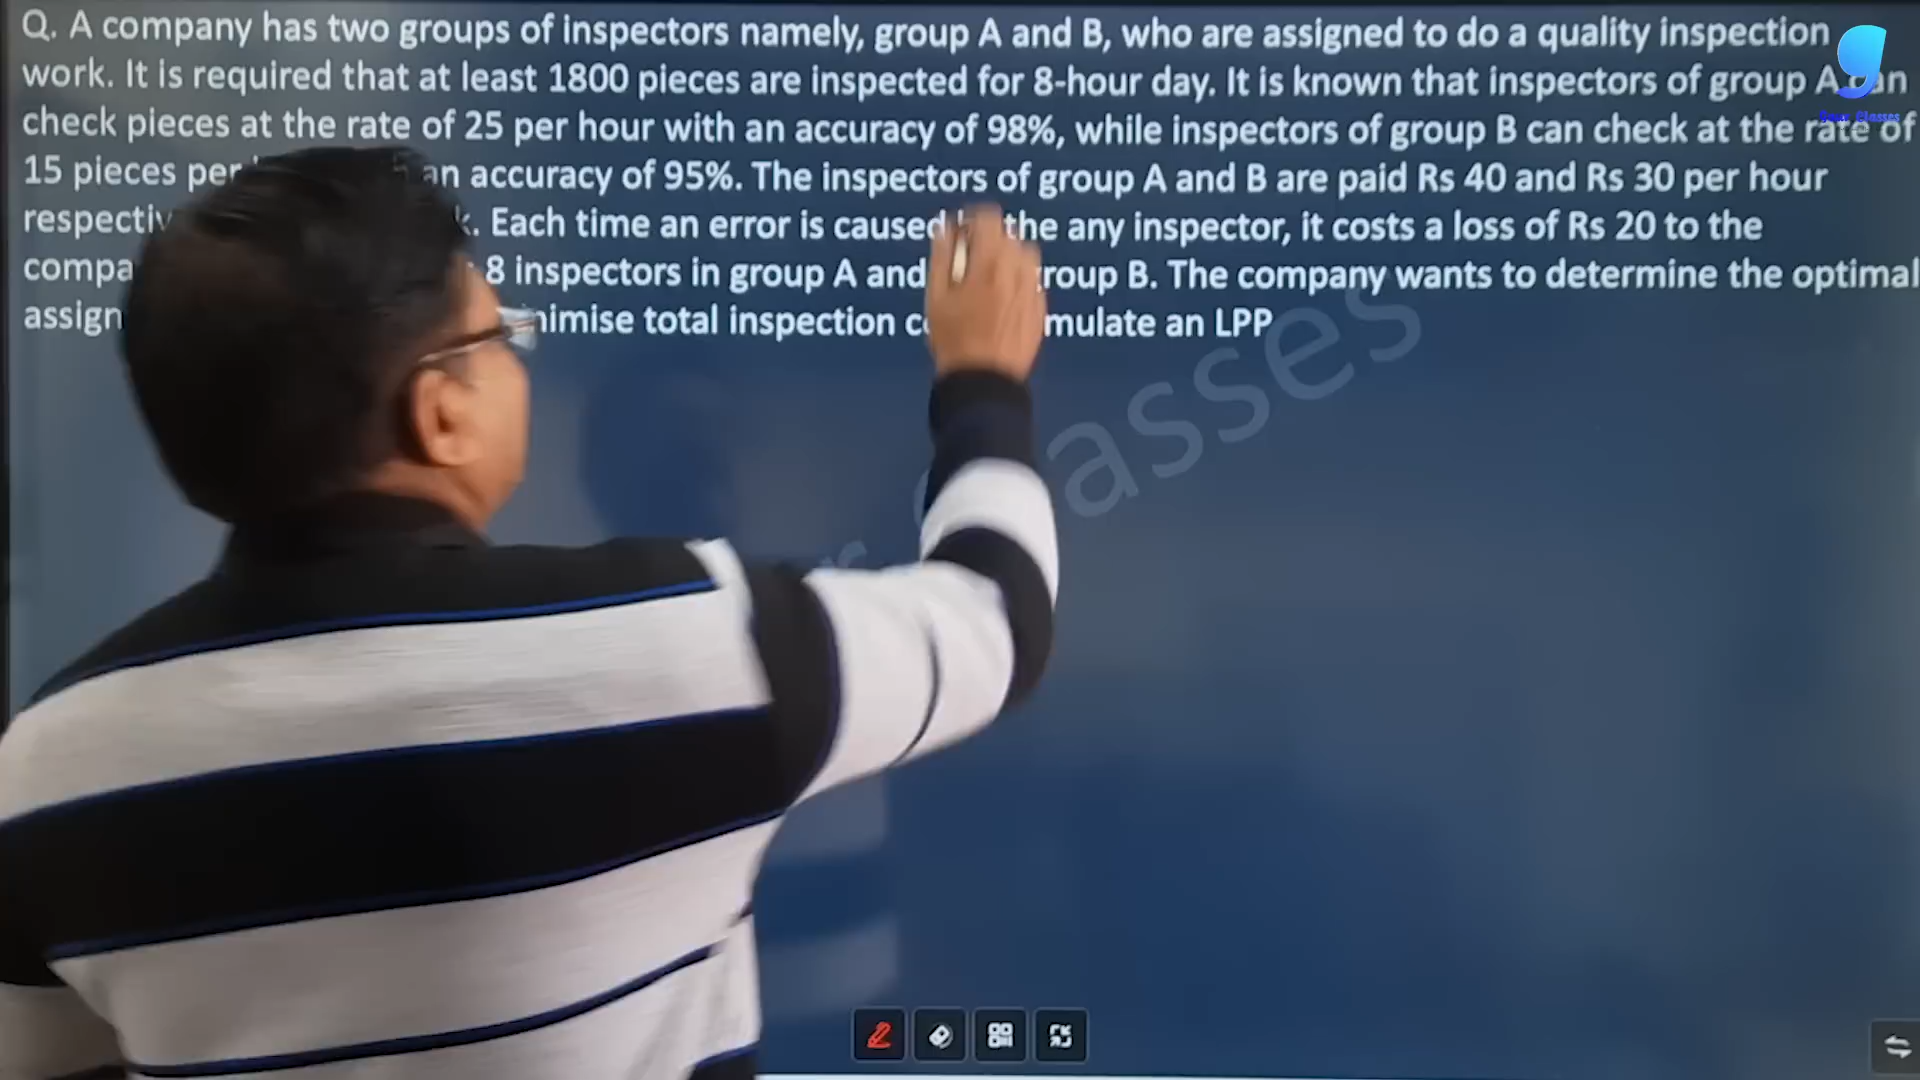 Q. A company has two groups of inspectors namely, group A and B, who are assigned to do a quality inspection
work. It is required that at least 1800 pieces are inspected for 8-hour day. It is known that inspectors of group A can
check pieces at the rate of 25 per hour with an accuracy of 98%, while inspectors of group B can check at the rate of
15 pieces per an accuracy of 95%. The inspectors of group A and B are paid Rs 40 and Rs 30 per hour
Each time an error is caused the any inspector, it costs a loss of Rs 20 to the
8 inspectors in group A and group B. The company wants to determine the optimal
total inspection an LPP
asses